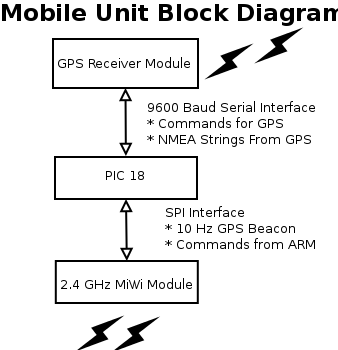 Mobile Unit Block Diagram
GPS Receiver Module
9600 Baud Serial Interface
* Commands for GPS
* NMEA Strings From GPS
PIC 18
SPI Interface
* 10 Hz GPS Beacon
* Commands from ARM
2.4 GHz MiWi Module